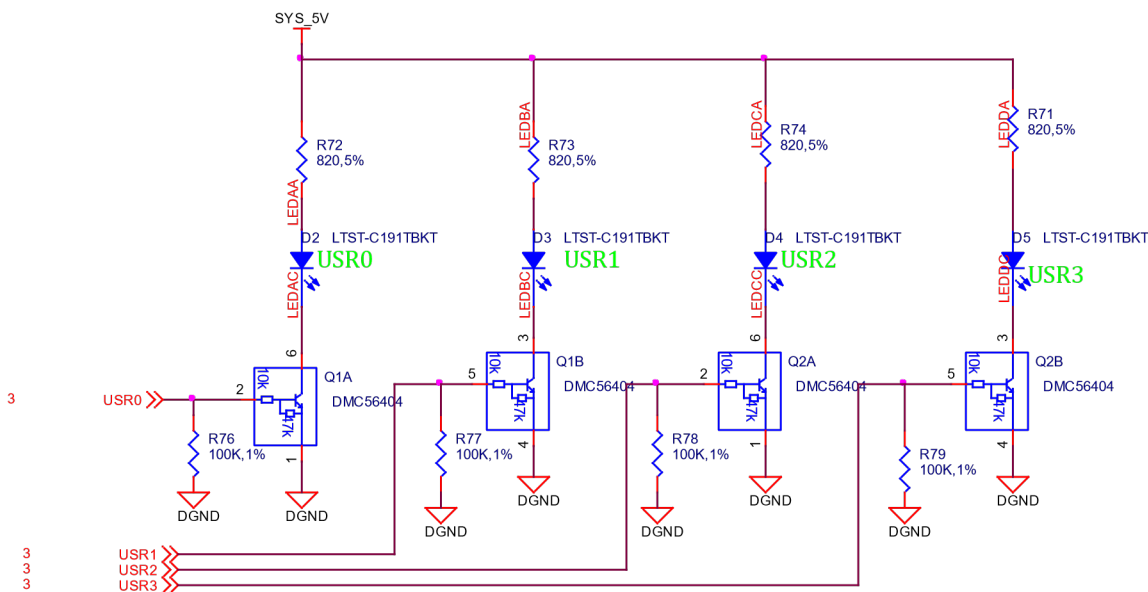 SYS_5V
LEDAA
R72
820,5%
LEDBA
R73
820,5%
LEDCA
R74
820,5%
LEDDA
R71
820,5%
D2 LTST-C191TBKT
USR0
D3 LTST-C191TBKT
USR1
D4 LTST-C191TBKT
USR2
D5 LTST-C191TBKT
USR3
LEDAC
LEDBC
LEDCC
LEDDC
3
USR0
R76
100K,1%
DGND
2
6
10k
47k
1
Q1A
DMC56404
DGND
R77
100K,1%
DGND
5
3
10k
47k
4
Q1B
DMC56404
DGND
R78
100K,1%
DGND
2
6
10k
47k
1
Q2A
DMC56404
DGND
R79
100K,1%
DGND
5
3
10k
47k
4
Q2B
DMC56404
DGND
3 USR1
3 USR2
3 USR3